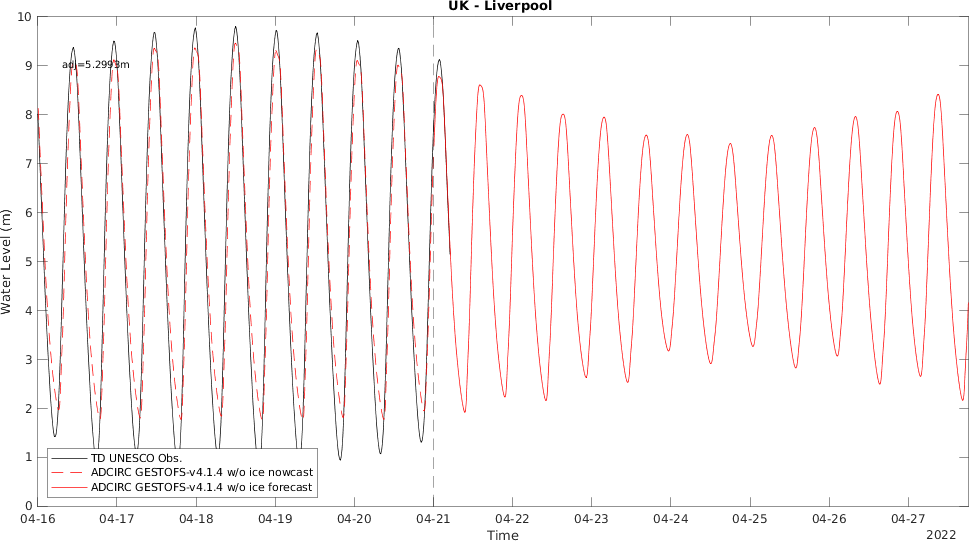 UK - Liverpool
10
9
8
7
6
5
4
3
2
1
0
Water Level (m)
adj=5.2993m
TD UNESCO Obs.
ADCIRC GESTOFS-v4.1.4 w/o ice nowcast
ADCIRC GESTOFS-v4.1.4 w/o ice forecast
04-16 04-17 04-18 04-19 04-20 04-21 04-22 04-23 04-24 04-25 04-26 04-27
Time
2022